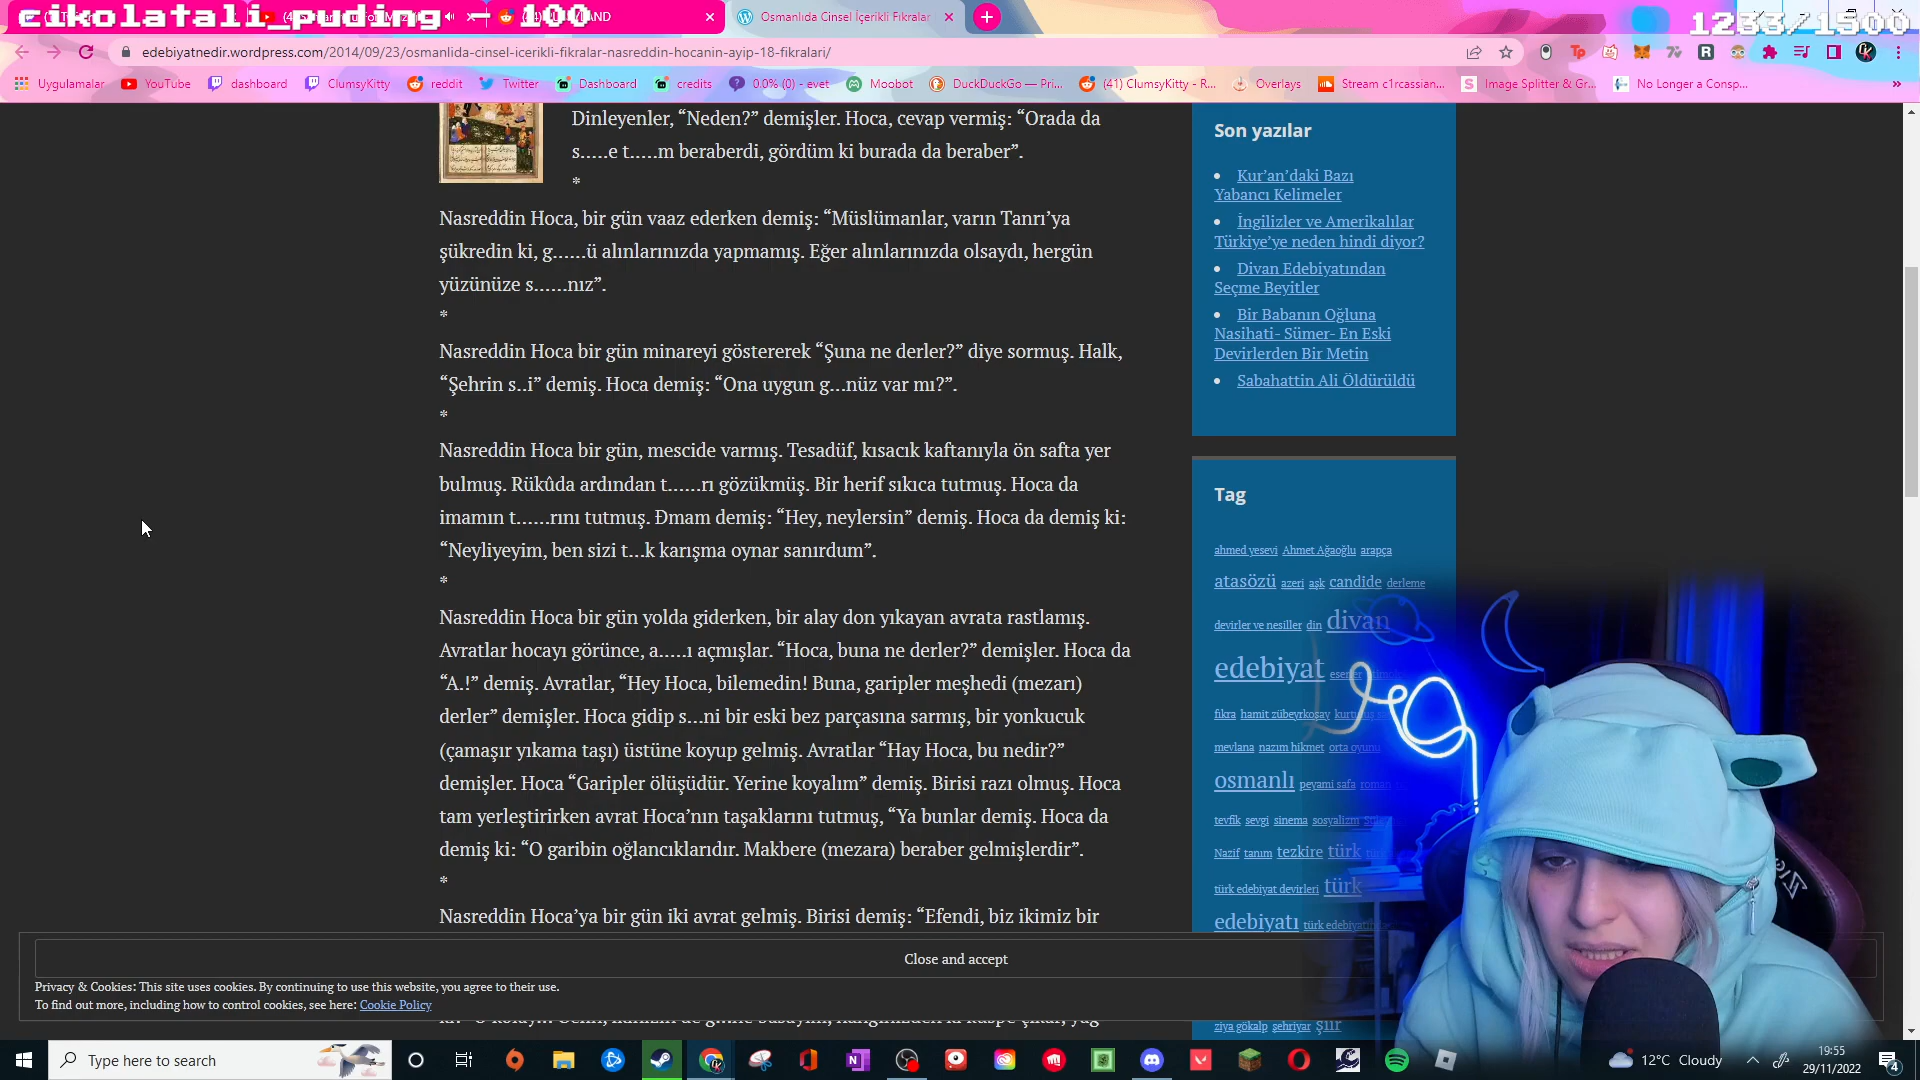 cikolatali_puding - 100
LAND
Osmanlıda Cinsel İçerikli Fıkralar
1233/1500
edebiyatnedir.wordpress.com/2014/09/23/osmanlida-cinsel-icerikli-fikralar-nasreddin-hocanin-ayip-18-fikralari/
Uygulamalar YouTube dashboard ClumsyKitty reddit Twitter Dashboard credits 0.0% (0) - evet Moobot DuckDuckGo — Pri... (41) ClumsyKitty - R... Overlays Stream c1rcassian... Image Splitter & Gr... No Longer a Consp... »
Dinleyenler, “Neden?” demişler. Hoca, cevap vermiş: “Orada da
s.....e t.....m beraberdi, gördüm ki burada da beraber”.
*
Nasreddin Hoca, bir gün vaaz ederken demiş: “Müslümanlar, varın Tanrı’ya
şükredin ki, g......ü alınlarınızda yapmamış. Eğer alınlarınızda olsaydı, hergün
yüzünüze s......nız”.
*
Nasreddin Hoca bir gün minareyi göstererek “Şuna ne derler?” diye sormuş. Halk,
“Şehrin s..i” demiş. Hoca demiş: “Ona uygun g...nüz var mı?”.
*
Nasreddin Hoca bir gün, mescide varmış. Tesadüf, kısacık kaftanıyla ön safta yer
bulmuş. Rükûda ardından t......rı gözükmüş. Bir herif sıkıca tutmuş. Hoca da
imamın t......rını tutmuş. Đmam demiş: “Hey, neylersin” demiş. Hoca da demiş ki:
“Neyliyeyim, ben sizi t...k karışma oynar sanırdum”.
*
Nasreddin Hoca bir gün yolda giderken, bir alay don yıkayan avrata rastlamış.
Avratlar hocayı görünce, a.....ı açmışlar. “Hoca, buna ne derler?” demişler. Hoca da
“A.!” demiş. Avratlar, “Hey Hoca, bilemedin! Buna, garipler meşhedi (mezarı)
derler” demişler. Hoca gidip s...ni bir eski bez parçasına sarmış, bir yonkucuk
(çamaşır yıkama taşı) üstüne koyup gelmiş. Avratlar “Hay Hoca, bu nedir?”
demişler. Hoca “Garipler ölüşüdür. Yerine koyalım” demiş. Birisi razı olmuş. Hoca
tam yerleştirirken avrat Hoca’nın taşaklarını tutmuş, “Ya bunlar demiş. Hoca da
demiş ki: “O garibin oğlancıklarıdır. Makbere (mezara) beraber gelmişlerdir”.
*
Nasreddin Hoca’ya bir gün iki avrat gelmiş. Birisi demiş: “Efendi, biz ikimiz bir
Son yazılar
Kur’an’daki Bazı
Yabancı Kelimeler
İngilizler ve Amerikalılar
Türkiye’ye neden hindi diyor?
Divan Edebiyatından
Seçme Beyitler
Bir Babanın Oğluna
Nasihati- Sümer- En Eski
Devirlerden Bir Metin
Sabahattin Ali Öldürüldü
Tag
ahmed yesevi Ahmet Ağaoğlu arapça
atasözü azeri aşk candide derleme
devirler ve nesiller din divan
edebiyat eserler
fıkra hamit zübeyrkoşay
mevlana nazım hikmet orta oyunu
osmanlı peyami safa roman
tevfik sevgi sinema sosyalizm
Nazif tanım tezkire türk
türk edebiyat devirleri türk
edebiyatı türk
ziya gökalp şehriyar şiir
Close and accept
Privacy & Cookies: This site uses cookies. By continuing to use this website, you agree to their use.
To find out more, including how to control cookies, see here: Cookie Policy
Type here to search
12°C Cloudy
19:55
29/11/2022
4